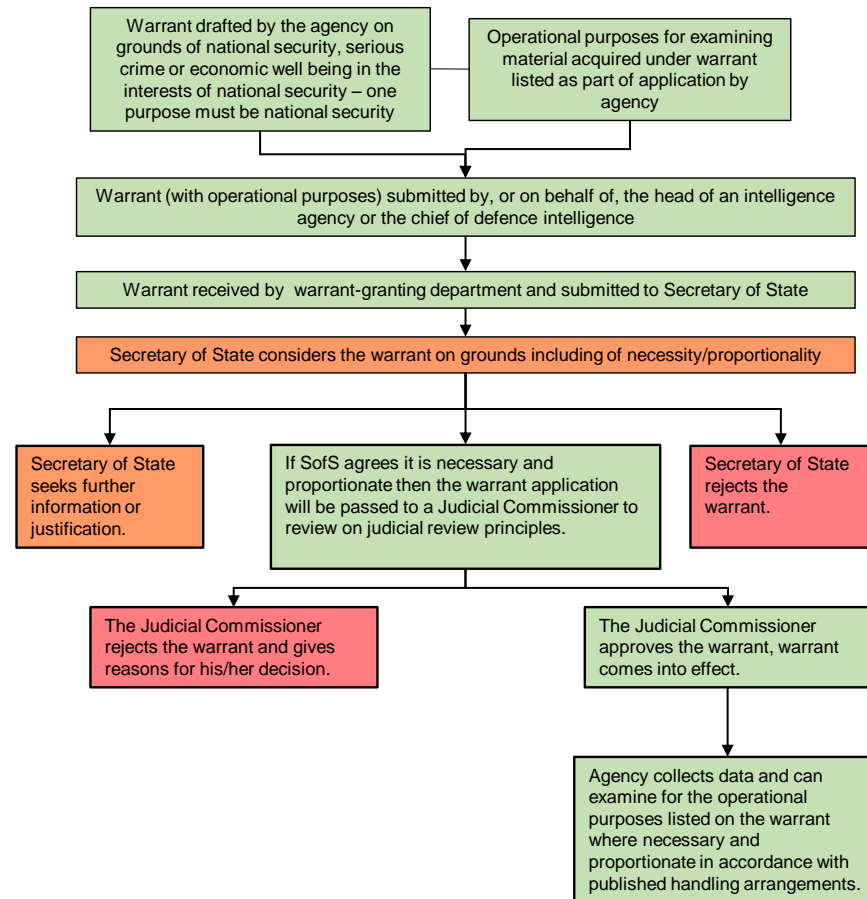 Warrant drafted by the agency on
grounds of national security, serious
crime or economic well being in the
interests of national security – one
purpose must be national security
Operational purposes for examining
material acquired under warrant
listed as part of application by
agency
Warrant (with operational purposes) submitted by, or on behalf of, the head of an intelligence
agency or the chief of defence intelligence
Warrant received by warrant-granting department and submitted to Secretary of State
Secretary of State considers the warrant on grounds including of necessity/proportionality
Secretary of State
seeks further
information or
justification.
If SofS agrees it is necessary and
proportionate then the warrant application
will be passed to a Judicial Commissioner to
review on judicial review principles.
Secretary of State
rejects the
warrant.
The Judicial Commissioner
rejects the warrant and gives
reasons for his/her decision.
The Judicial Commissioner
approves the warrant, warrant
comes into effect.
Agency collects data and can
examine for the operational
purposes listed on the warrant
where necessary and
proportionate in accordance with
published handling arrangements.